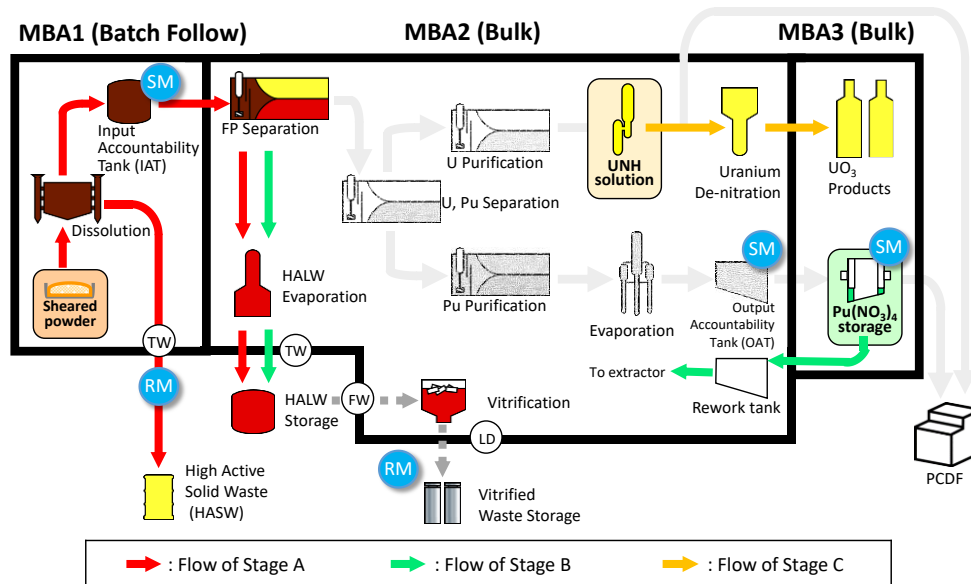 MBA1 (Batch Follow)
MBA2 (Bulk)
MBA3 (Bulk)
SM
Input
Accountability
Tank (IAT)
FP Separation
U Purification
UNH
solution
Uranium
De-nitration
UO3
Products
Dissolution
U, Pu Separation
Sheared
powder
HALW
Evaporation
Pu Purification
Evaporation
SM
Output
Accountability
Tank (OAT)
SM
Pu(NO3)4
storage
TW
TW
RM
HALW
Storage
FW
Vitrification
To extractor
Rework tank
LD
RM
High Active
Solid Waste
(HASW)
Vitrified
Waste Storage
PCDF
: Flow of Stage A
: Flow of Stage B
: Flow of Stage C